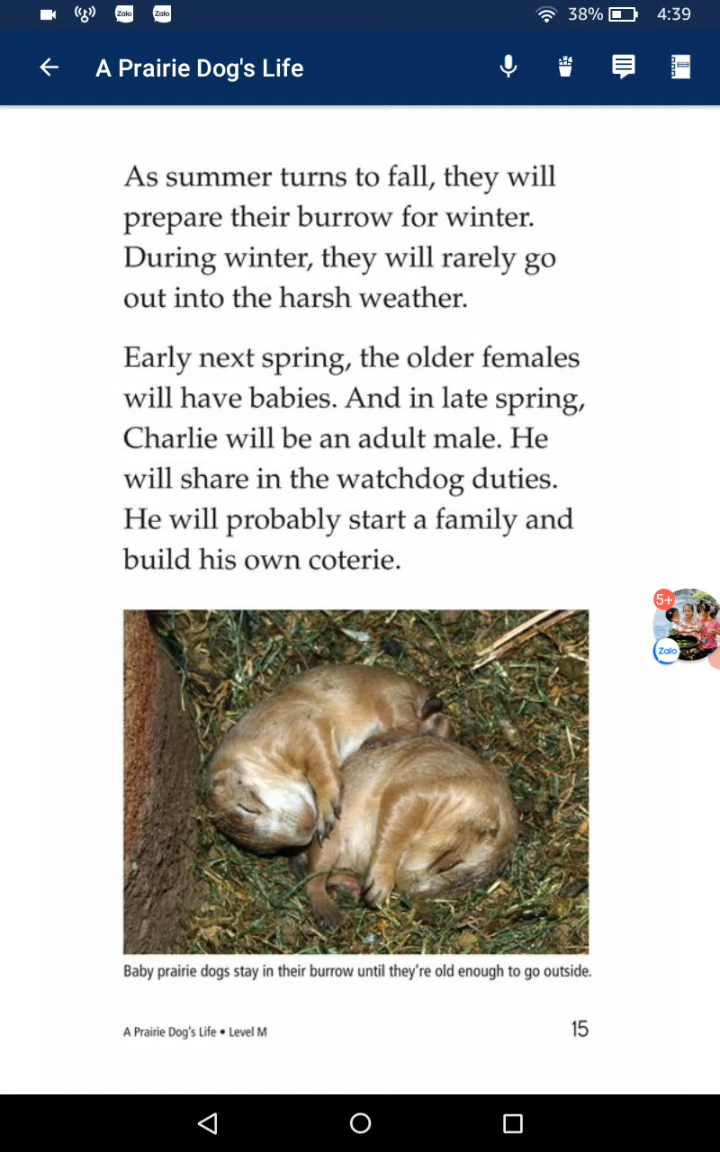 Zalo Zalo 38% 4:39
A Prairie Dog's Life
As summer turns to fall, they will
prepare their burrow for winter.
During winter, they will rarely go
out into the harsh weather.
Early next spring, the older females
will have babies. And in late spring,
Charlie will be an adult male. He
will share in the watchdog duties.
He will probably start a family and
build his own coterie.
5+
Zalo
Baby prairie dogs stay in their burrow until they're old enough to go outside.
A Prairie Dog's Life • Level M 15